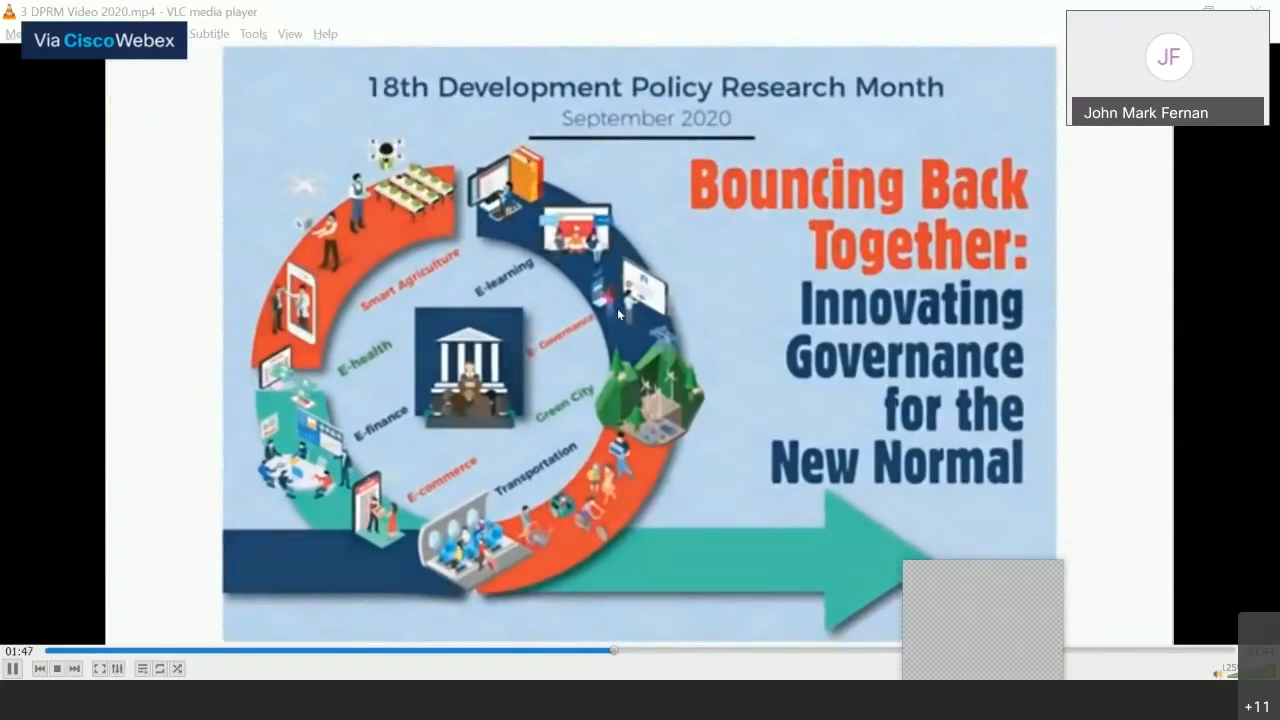 3 DPRM Video 2020.mp4 - VLC media player
Subtitle Tools View Help
Via CiscoWebex
JF
John Mark Fernan
18th Development Policy Research Month
September 2020
Bouncing Back
Together:
Innovating
Governance
for the
New Normal
Smart Agriculture
E-learning
E-Governance
E-health
Green City
E-finance
Transportation
E-commerce
01:47
+11